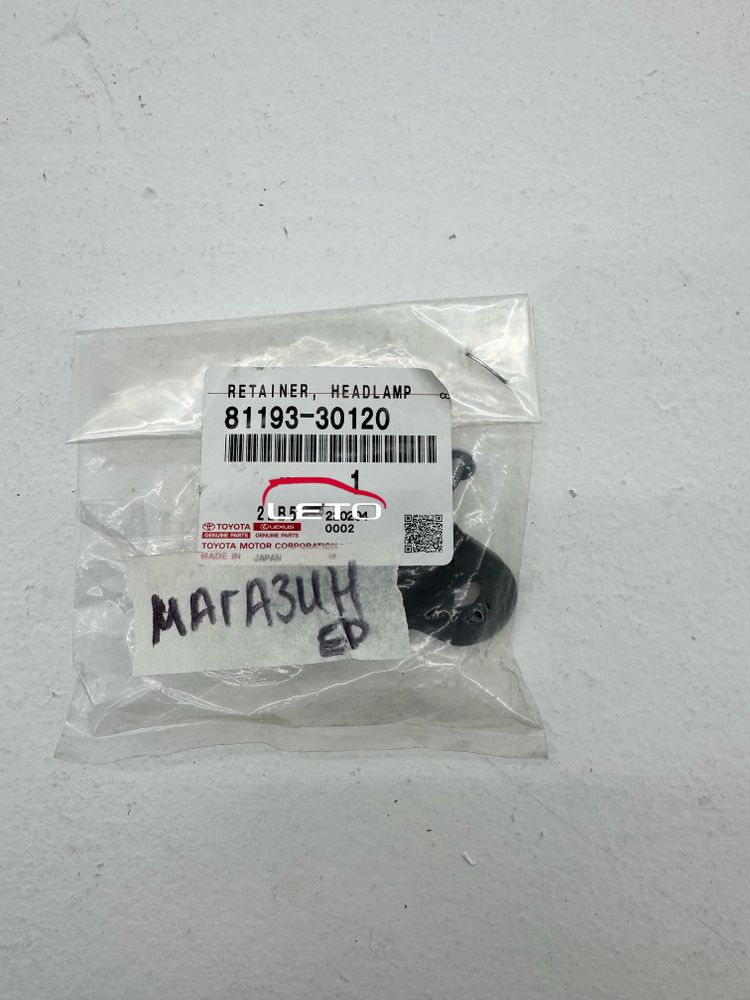 RETAINER, HEADLAMP
81193-30120
1
LETO
0002
TOYOTA LEXUS
GENUINE PARTS GENUINE PARTS
TOYOTA MOTOR CORPORATION
MADE IN JAPAN
МАГАЗИН
ЕР